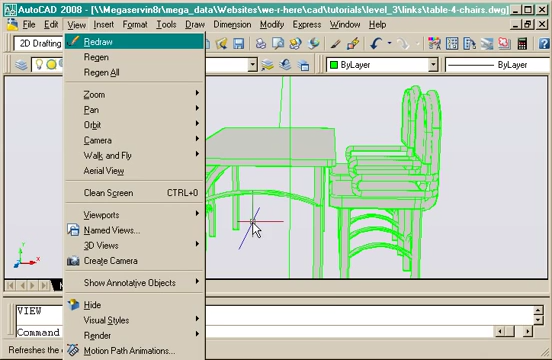 AutoCAD 2008 - [\\Megaservin8r\mega_data\Websites\we-r-here\cad\tutorials\level_3\links\table-4-chairs.dwg]
File Edit View Insert Format Tools Draw Dimension Modify Express Window Help
2D Drafting
ByLayer ByLayer
Redraw
Regen
Regen All
Zoom
Pan
Orbit
Camera
Walk and Fly
Aerial View
Clean Screen CTRL+0
Viewports
Named Views...
3D Views
Create Camera
Show Annotative Objects
Hide
Visual Styles
Render
Motion Path Animations...
VIEW
Command
Refreshes the